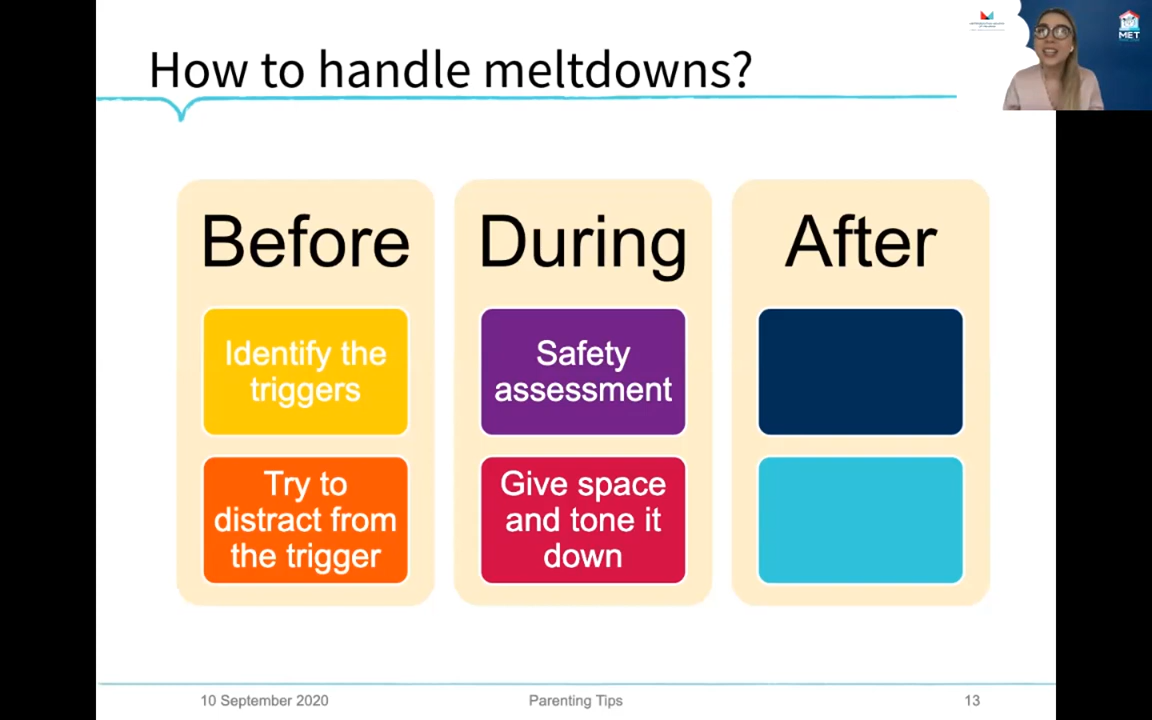 How to handle meltdowns?
MET
Before
During
After
Identify the
triggers
Safety
assessment
Try to
distract from
the trigger
Give space
and tone it
down
10 September 2020
Parenting Tips
13